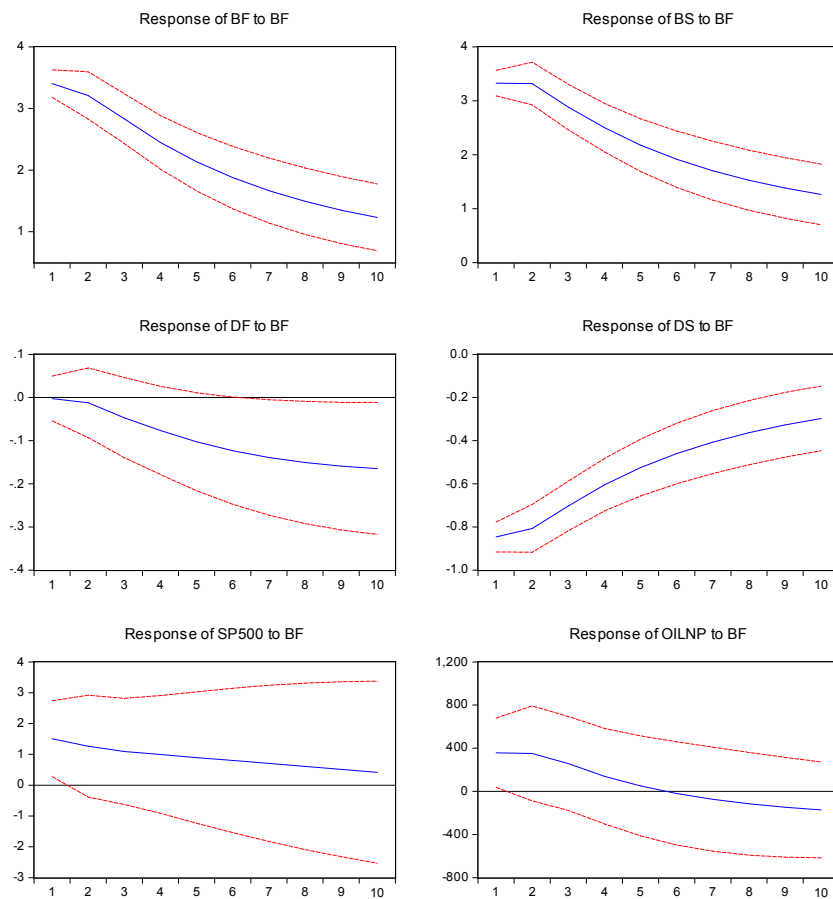 Response of BF to BF
4
3
2
1
1 2 3 4 5 6 7 8 9 10
Response of BS to BF
4
3
2
1
0
1 2 3 4 5 6 7 8 9 10
Response of DF to BF
.1
.0
-.1
-.2
-.3
-.4
1 2 3 4 5 6 7 8 9 10
Response of DS to BF
0.0
-0.2
-0.4
-0.6
-0.8
-1.0
1 2 3 4 5 6 7 8 9 10
Response of SP500 to BF
4
3
2
1
0
-1
-2
-3
1 2 3 4 5 6 7 8 9 10
Response of OILNP to BF
1,200
800
400
0
-400
-800
1 2 3 4 5 6 7 8 9 10